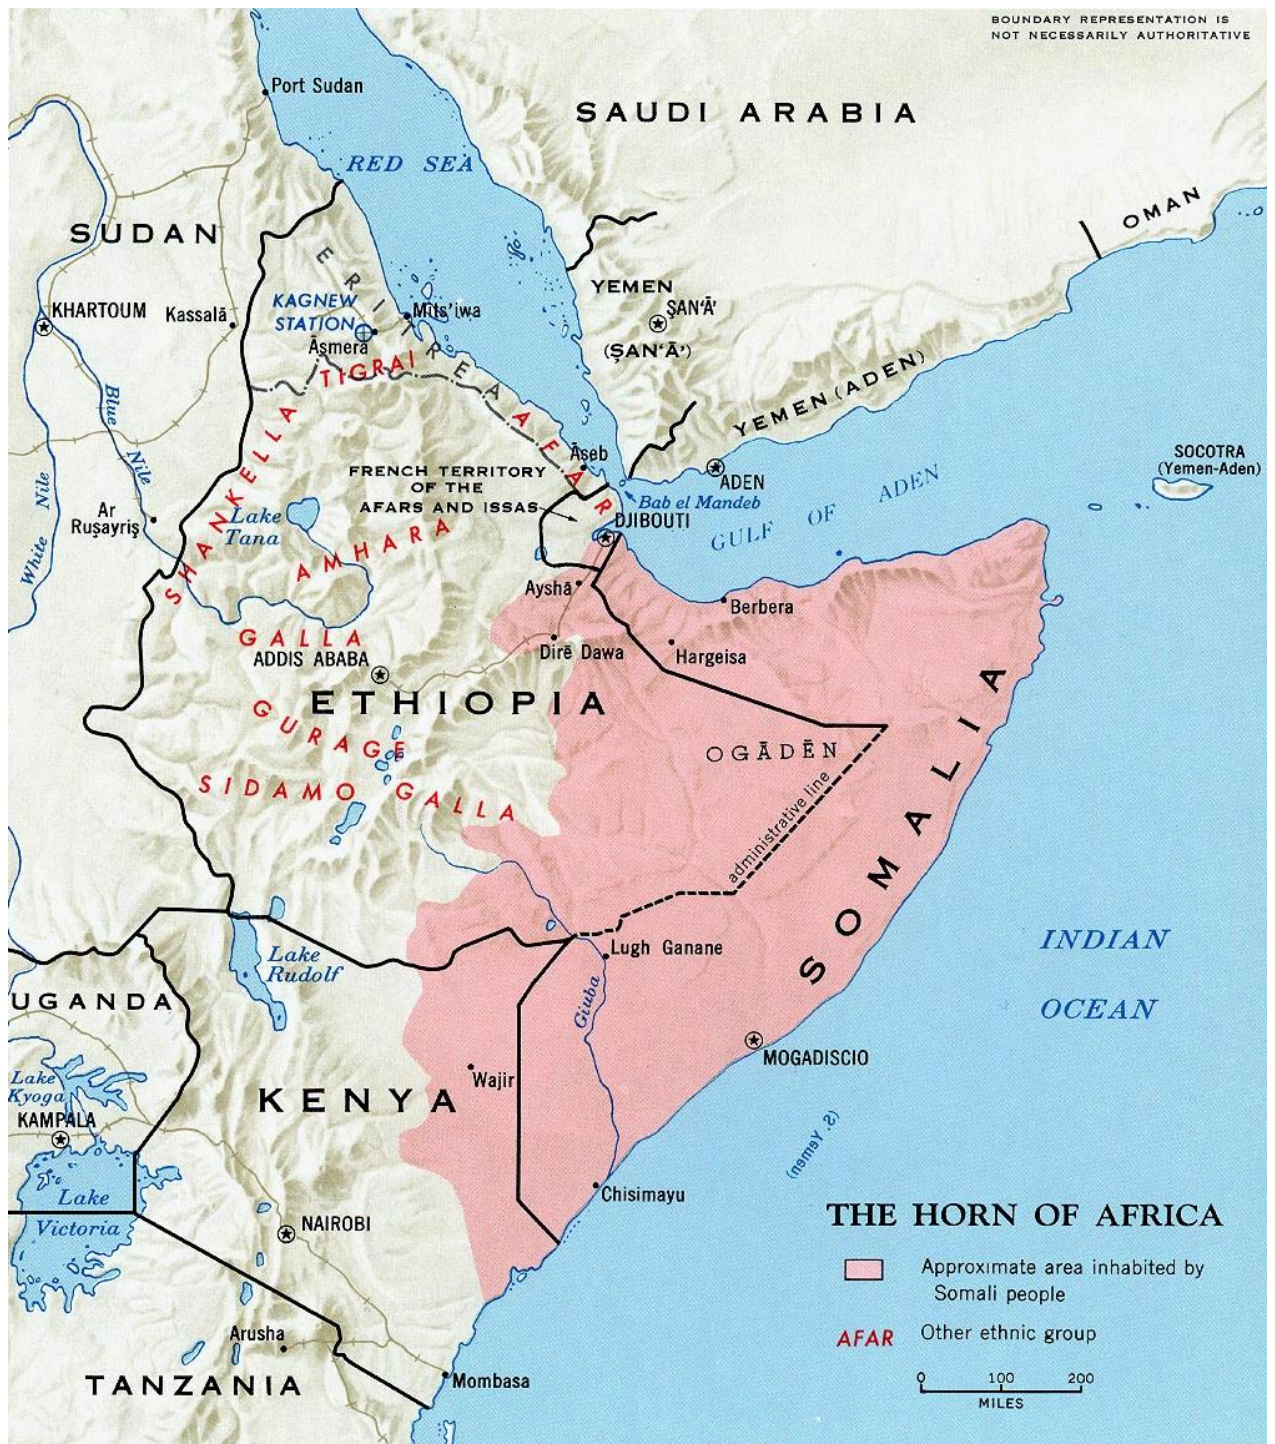 BOUNDARY REPRESENTATION IS
NOT NECESSARILY AUTHORITATIVE
Port Sudan
SAUDI ARABIA
RED SEA
OMAN
SUDAN
ERITREA
YEMEN
KAGNEW
STATION
KHARTOUM
Kassalā
Mits'iwa
ṢAN'Ā'
(ṢAN'Ā')
Āsmera
TIGRAI
YEMEN (ADEN)
Blue
Nile
SHANKELLA
AFAR
Āseb
FRENCH TERRITORY
OF THE
AFARS AND ISSAS
SOCOTRA
(Yemen-Aden)
White Nile
ADEN
Bab el Mandeb
GULF OF ADEN
Ar
Ruṣayriṣ
Lake
Tana
AMHARA
DJIBOUTI
Ayshā
Berbera
GALLA
ADDIS ABABA
Dirē Dawa
Hargeisa
ETHIOPIA
GURAGE
OGĀDĒN
SIDAMO GALLA
administrative line
SOMALIA
Lake
Rudolf
Lugh Ganane
INDIAN
OCEAN
UGANDA
Giuba
MOGADISCIO
Lake
Kyoga
Wajir
KENYA
KAMPALA
(S. Yemen)
Lake
Victoria
Chisimayu
NAIROBI
THE HORN OF AFRICA
Approximate area inhabited by
Somali people
Arusha
AFAR Other ethnic group
TANZANIA
Mombasa
0 100 200
MILES